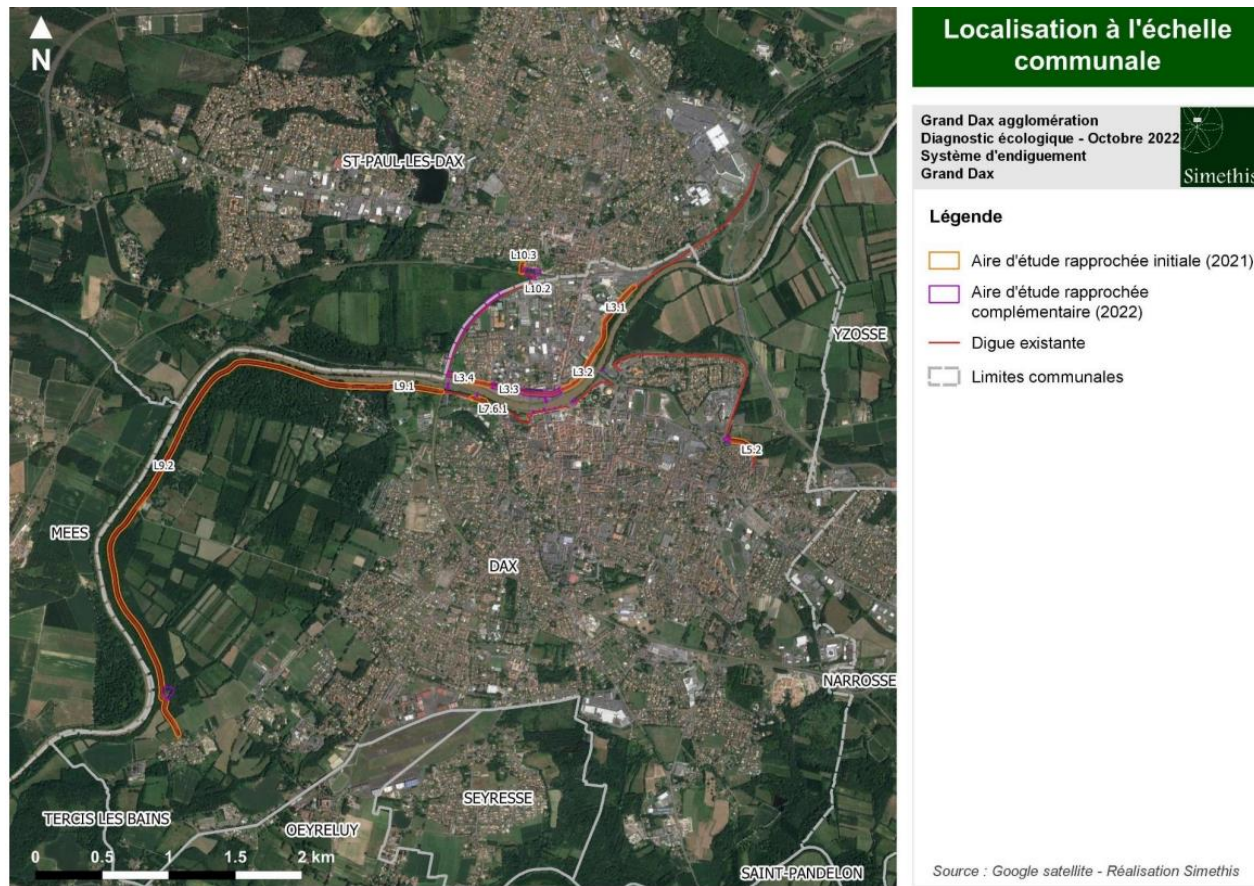 N
ST-PAUL-LES-DAX
L10.3
L10.2
L3.1
YZOSSE
L3.2
L3.4
L9.1
L3.3
L7.6.1
L5.2
L9.2
MEES
DAX
NARROSSE
SEYRESSE
TERCIS LES BAINS
OEYRELUY
0 0.5 1 1.5 2 km
SAINT-PANDELON
Localisation à l'échelle
communale
Grand Dax agglomération
Diagnostic écologique - Octobre 2022
Système d'endiguement
Grand Dax
Simethis
Légende
Aire d'étude rapprochée initiale (2021)
Aire d'étude rapprochée
complémentaire (2022)
Digue existante
Limites communales
Source : Google satellite - Réalisation Simethis